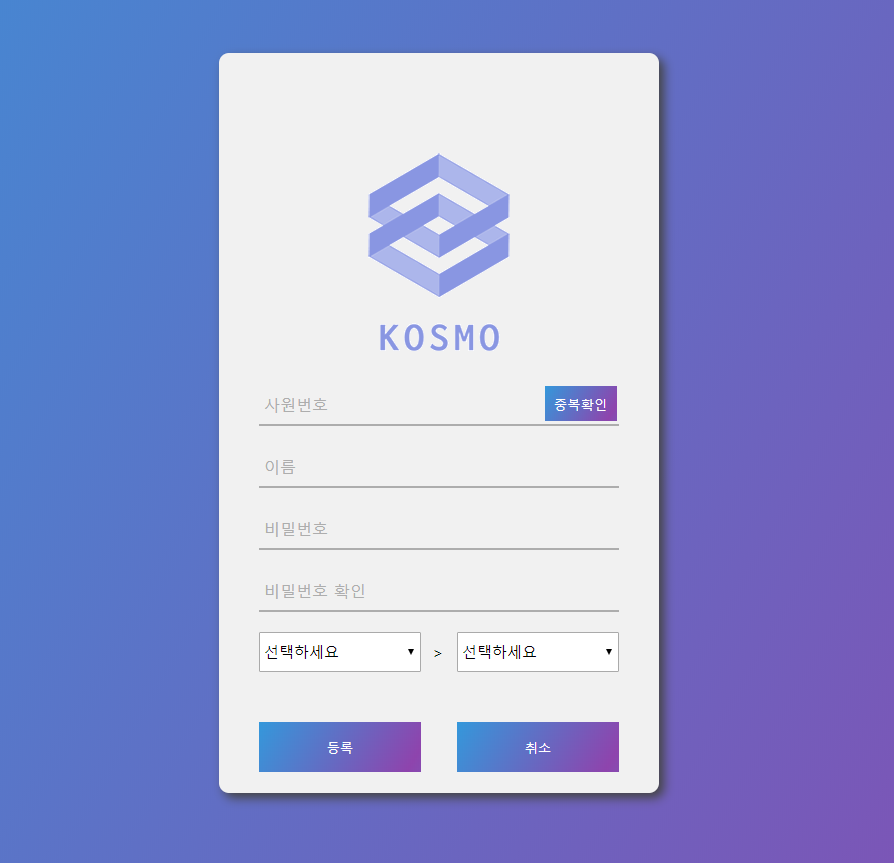 KOSMO
사원번호
중복확인
이름
비밀번호
비밀번호 확인
선택하세요 > 선택하세요
등록
취소